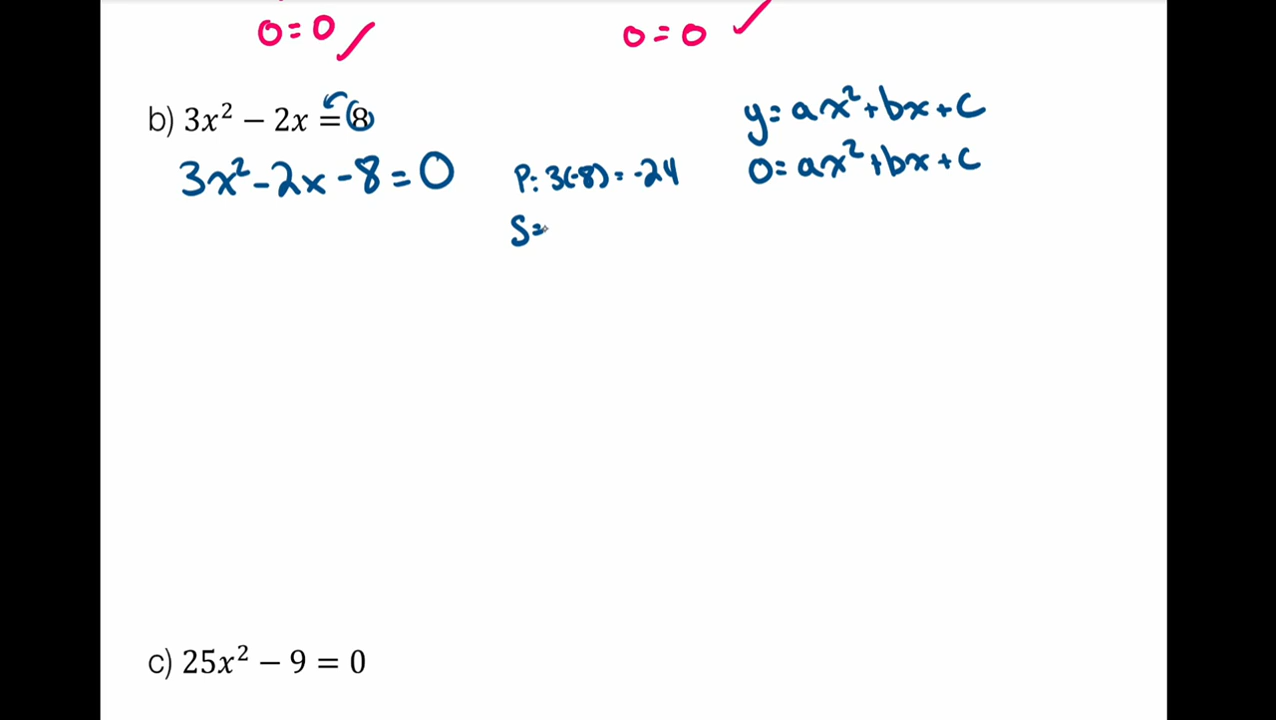 0=0✓ 0=0 ✓
b) 3x² − 2x = 8 y=ax²+bx+c
3x²-2x-8=0 P: 3(-8)=-24 0=ax²+bx+c
S=
c) 25x² − 9 = 0